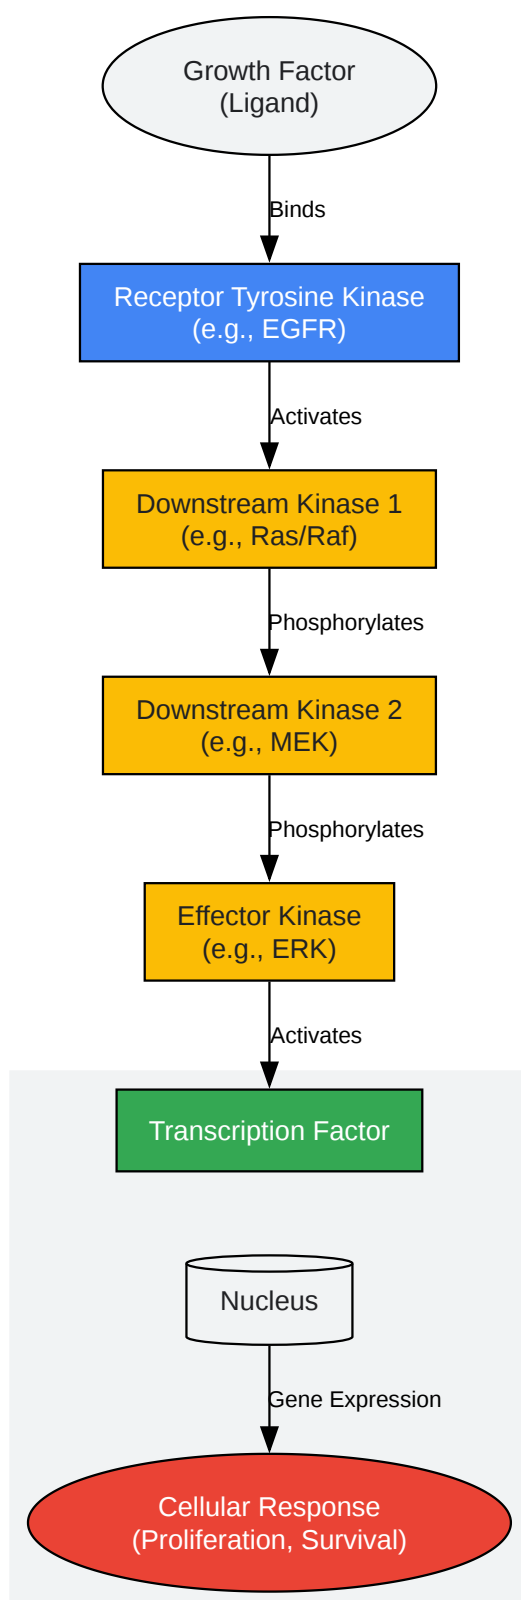 Growth Factor
(Ligand)
Binds
Receptor Tyrosine Kinase
(e.g., EGFR)
Activates
Downstream Kinase 1
(e.g., Ras/Raf)
Phosphorylates
Downstream Kinase 2
(e.g., MEK)
Phosphorylates
Effector Kinase
(e.g., ERK)
Activates
Transcription Factor
Nucleus
Gene Expression
Cellular Response
(Proliferation, Survival)